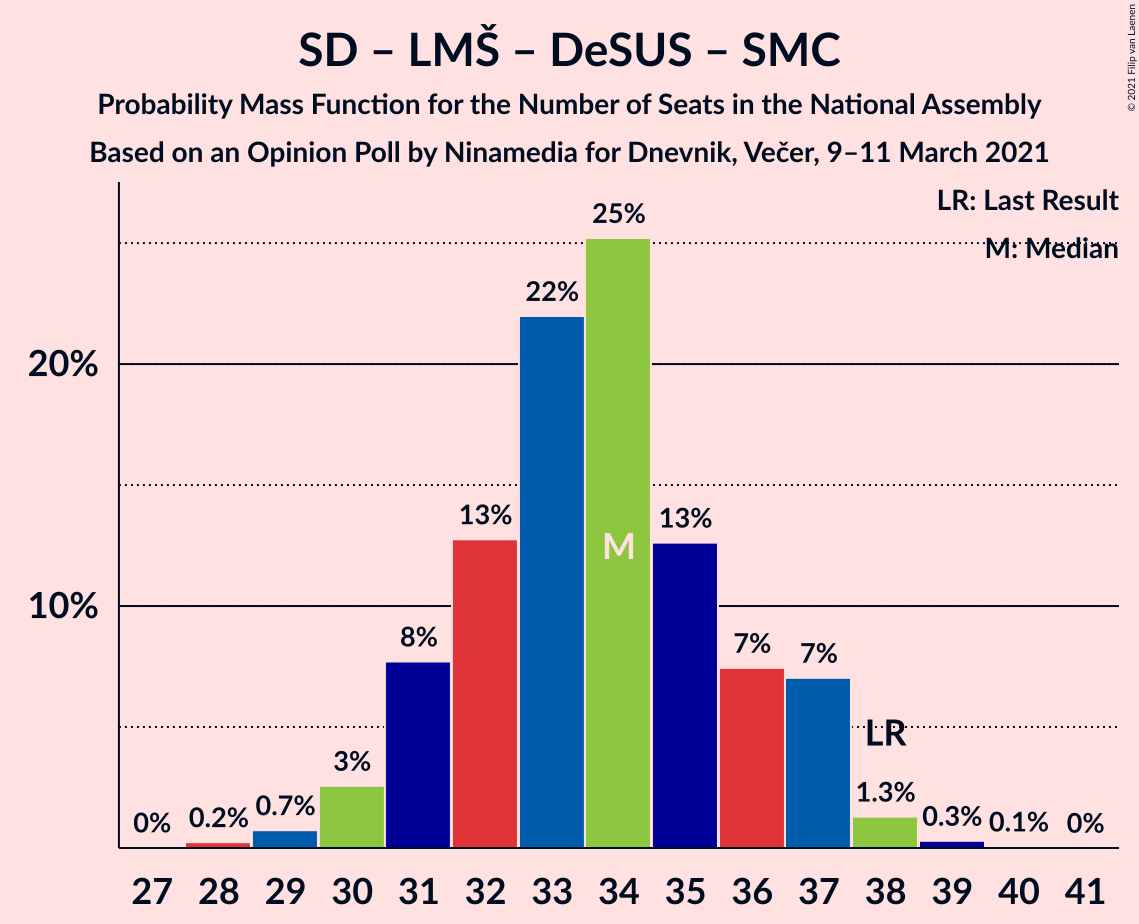 SD – LMŠ – DeSUS – SMC
Probability Mass Function for the Number of Seats in the National Assembly
Based on an Opinion Poll by Ninamedia for Dnevnik, Večer, 9–11 March 2021
© 2021 Filip van Laenen
LR: Last Result
M: Median
20%
10%
0%
0.2%
0.7%
3%
8%
13%
22%
25%
13%
7%
7%
1.3%
0.3%
0.1%
0%
M
LR
27 28 29 30 31 32 33 34 35 36 37 38 39 40 41